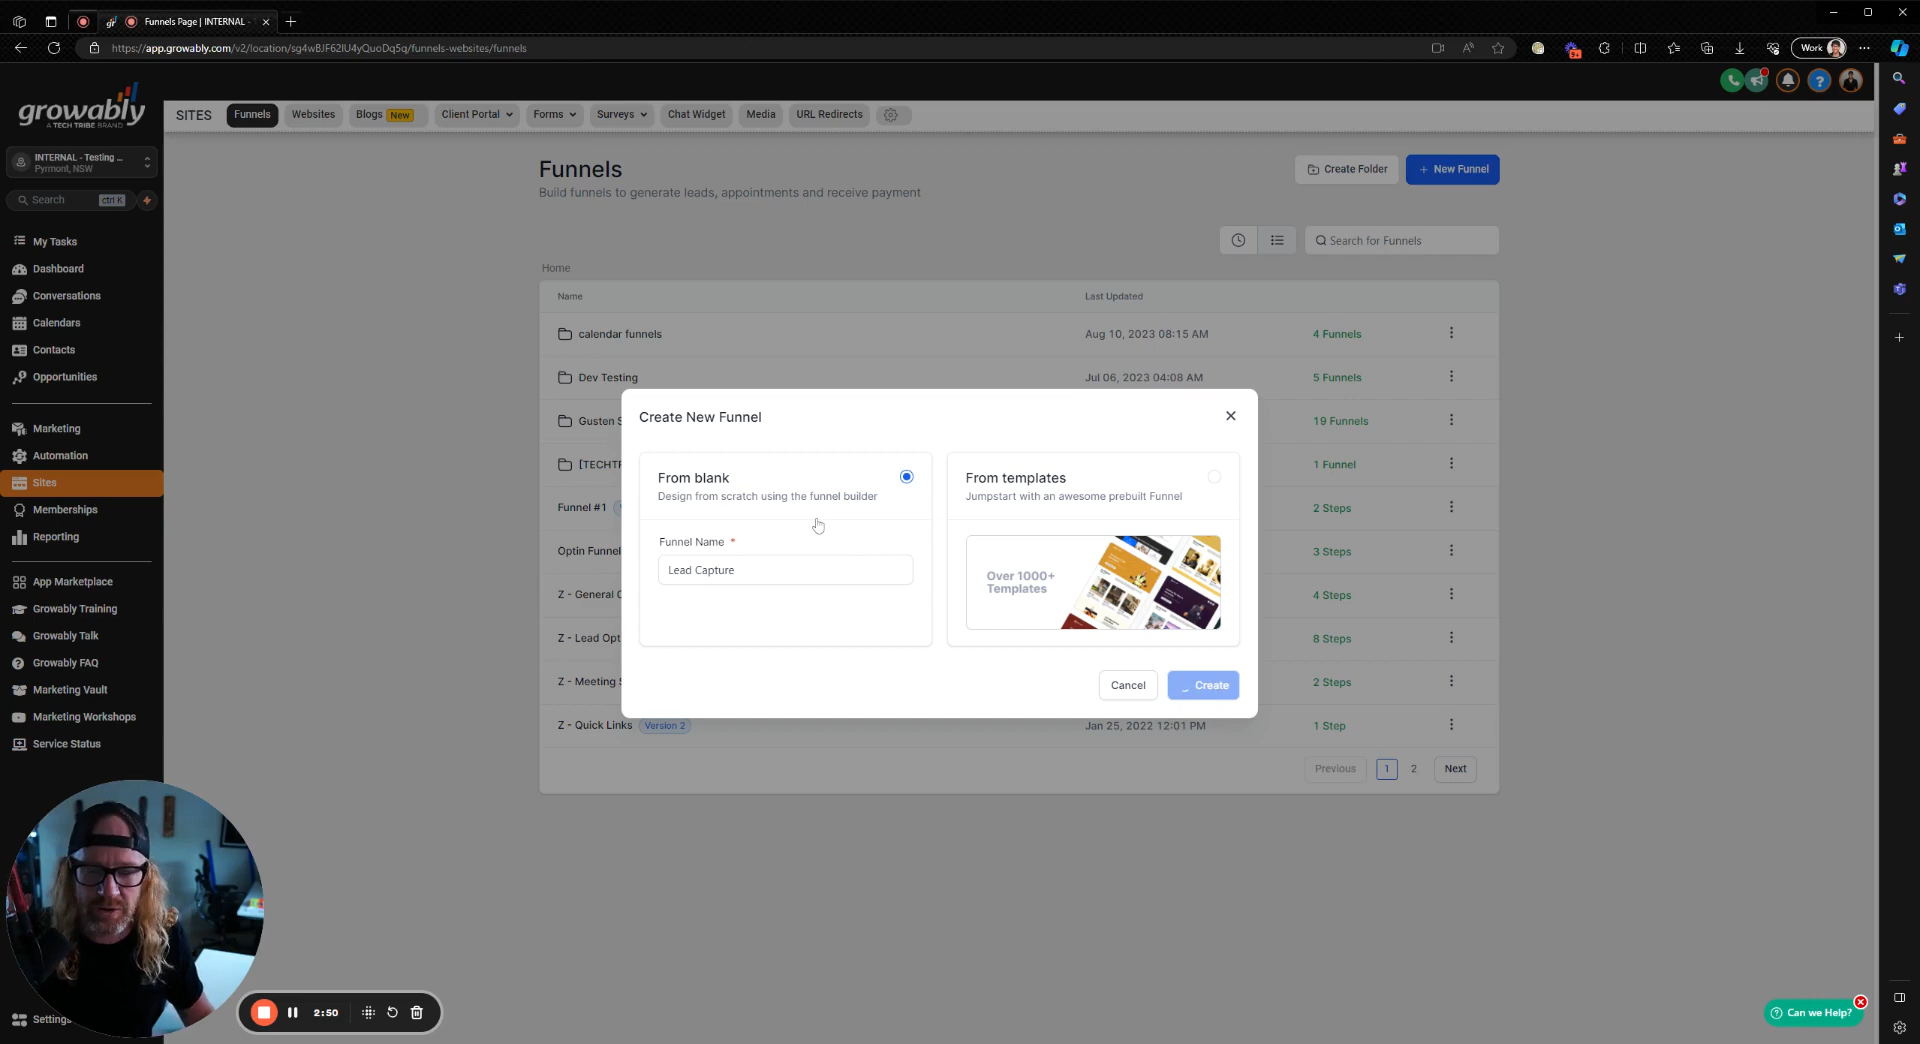 Funnels Page | INTERNAL -
https://app.growably.com/v2/location/sg4wBJF62IU4yQuoDq5q/funnels-websites/funnels
Work
growably
A TECH TRIBE BRAND
SITES
Funnels
Websites
Blogs New
Client Portal
Forms
Surveys
Chat Widget
Media
URL Redirects
INTERNAL - Testing ...
Pyrmont, NSW
Search
ctrl K
My Tasks
Dashboard
Conversations
Calendars
Contacts
Opportunities
Marketing
Automation
Sites
Memberships
Reporting
App Marketplace
Growably Training
Growably Talk
Growably FAQ
Marketing Vault
Marketing Workshops
Service Status
Settings
Funnels
Build funnels to generate leads, appointments and receive payment
Create Folder
+ New Funnel
Search for Funnels
Home
Name
Last Updated
calendar funnels
Aug 10, 2023 08:15 AM
4 Funnels
Dev Testing
Jul 06, 2023 04:08 AM
5 Funnels
Gusten
19 Funnels
1 Funnel
Funnel #1
2 Steps
Optin Funnel
3 Steps
Z - General
4 Steps
Z - Lead Opt
8 Steps
Z - Meeting
2 Steps
Z - Quick Links
Version 2
Jan 25, 2022 12:01 PM
1 Step
Previous
1
2
Next
Create New Funnel
From blank
Design from scratch using the funnel builder
Funnel Name *
Lead Capture
From templates
Jumpstart with an awesome prebuilt Funnel
Over 1000+
Templates
Cancel
Create
2:50
Can we Help?